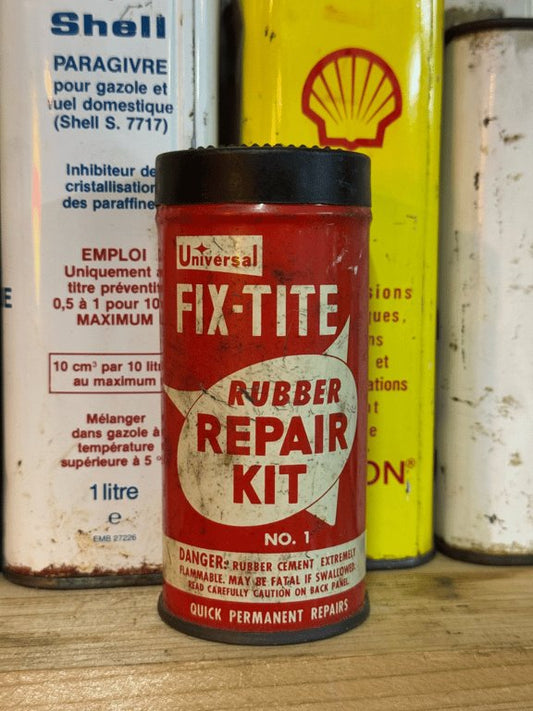 Shell
PARAGIVRE
pour gazole et
uel domestique
(Shell S. 7717)
Inhibiteur de
cristallisation
des paraffine
EMPLOI
Uniquement
titre préventi
0,5 à 1 pour 10
MAXIMUM
10 cm³ par 10 lit
au maximum
Mélanger
dans gazole à
température
supérieure à 5
1 litre
e
EMB 27226
E
Universal
FIX-TITE
RUBBER
REPAIR
KIT
NO. 1
DANGER: RUBBER CEMENT EXTREMELY
FLAMMABLE. MAY BE FATAL IF SWALLOWED.
READ CAREFULLY CAUTION ON BACK PANEL.
QUICK PERMANENT REPAIRS
sions
ques,
ns
et
ations
t
e
ON®